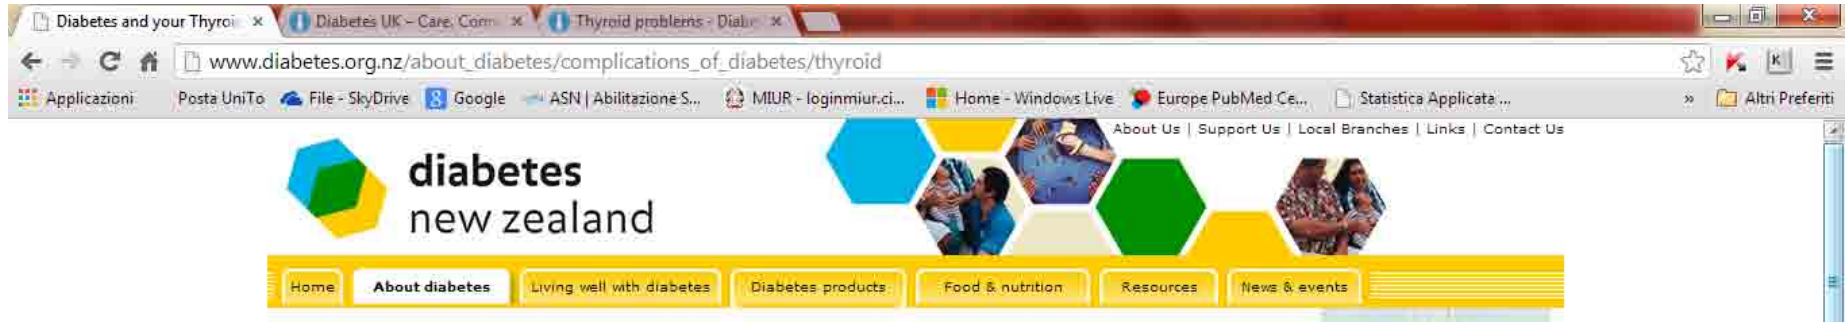 Diabetes and your Thyroi
Diabetes UK – Care. Conn
Thyroid problems - Diabe
www.diabetes.org.nz/about_diabetes/complications_of_diabetes/thyroid
Applicazioni Posta UniTo File - SkyDrive Google ASN | Abilitazione S... MIUR - loginmiur.ci... Home - Windows Live Europe PubMed Ce... Statistica Applicata ... » Altri Preferiti
About Us | Support Us | Local Branches | Links | Contact Us
diabetes
new zealand
Home About diabetes Living well with diabetes Diabetes products Food & nutrition Resources News & events